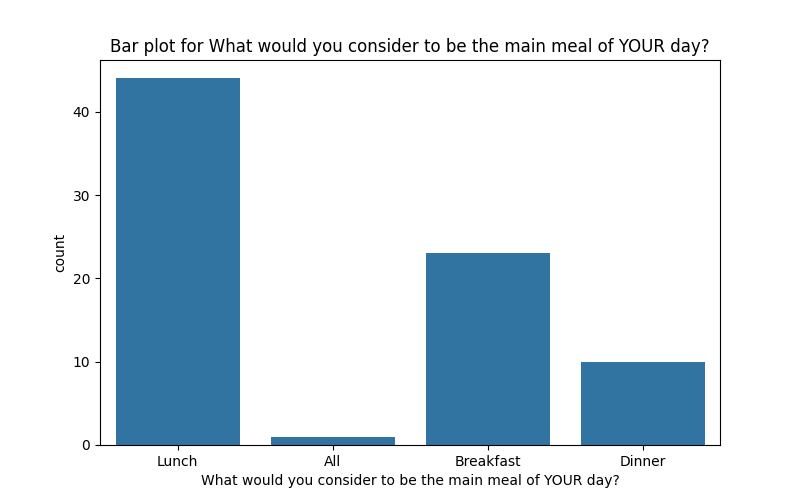 Bar plot for What would you consider to be the main meal of YOUR day?
40
30
20
10
0
count
Lunch All Breakfast Dinner
What would you consider to be the main meal of YOUR day?